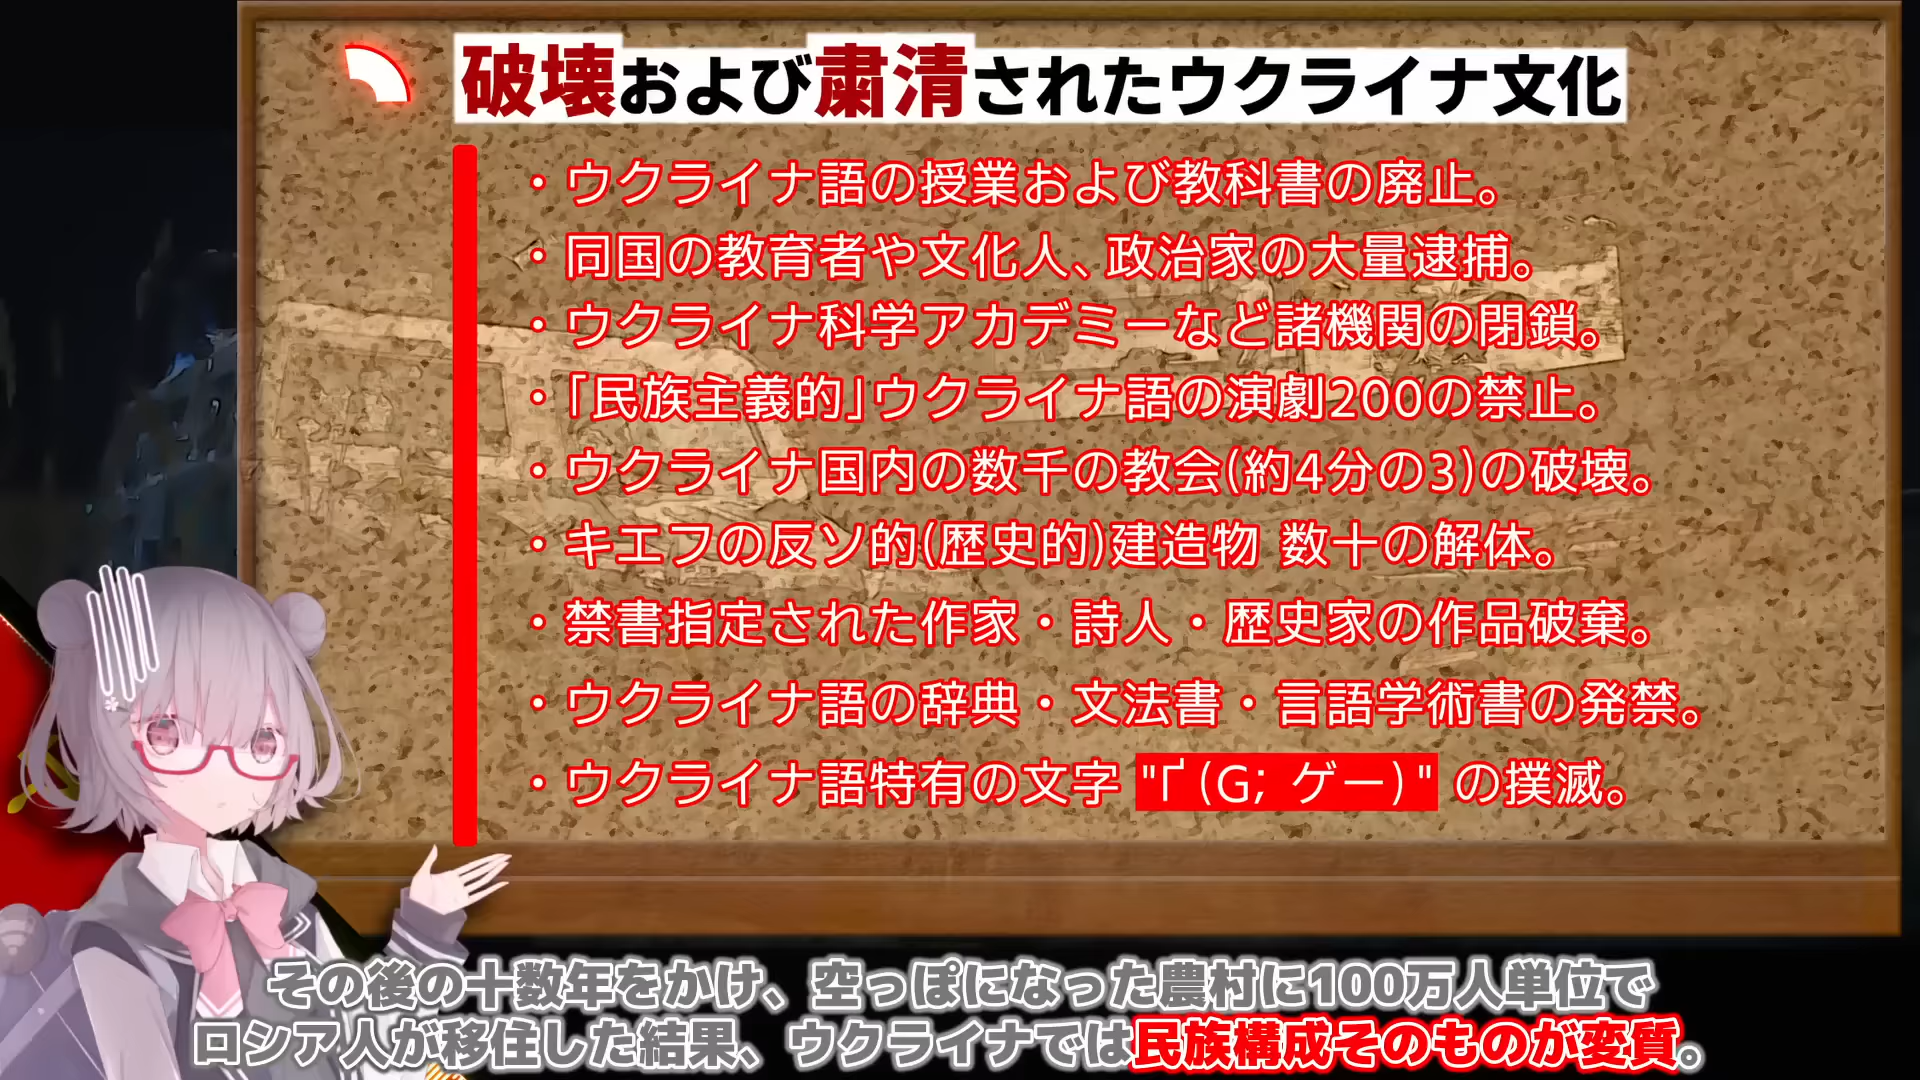 破壊および粛清されたウクライナ文化
・ウクライナ語の授業および教科書の廃止。
・同国の教育者や文化人、政治家の大量逮捕。
・ウクライナ科学アカデミーなど諸機関の閉鎖。
・「民族主義的」ウクライナ語の演劇200の禁止。
・ウクライナ国内の数千の教会(約4分の3)の破壊。
・キエフの反ソ的(歴史的)建造物 数十の解体。
・禁書指定された作家・詩人・歴史家の作品破棄。
・ウクライナ語の辞典・文法書・言語学術書の発禁。
・ウクライナ語特有の文字 "Ґ (G; ゲー) " の撲滅。
その後の十数年をかけ、空っぽになった農村に100万人単位で
ロシア人が移住した結果、ウクライナでは民族構成そのものが変質。